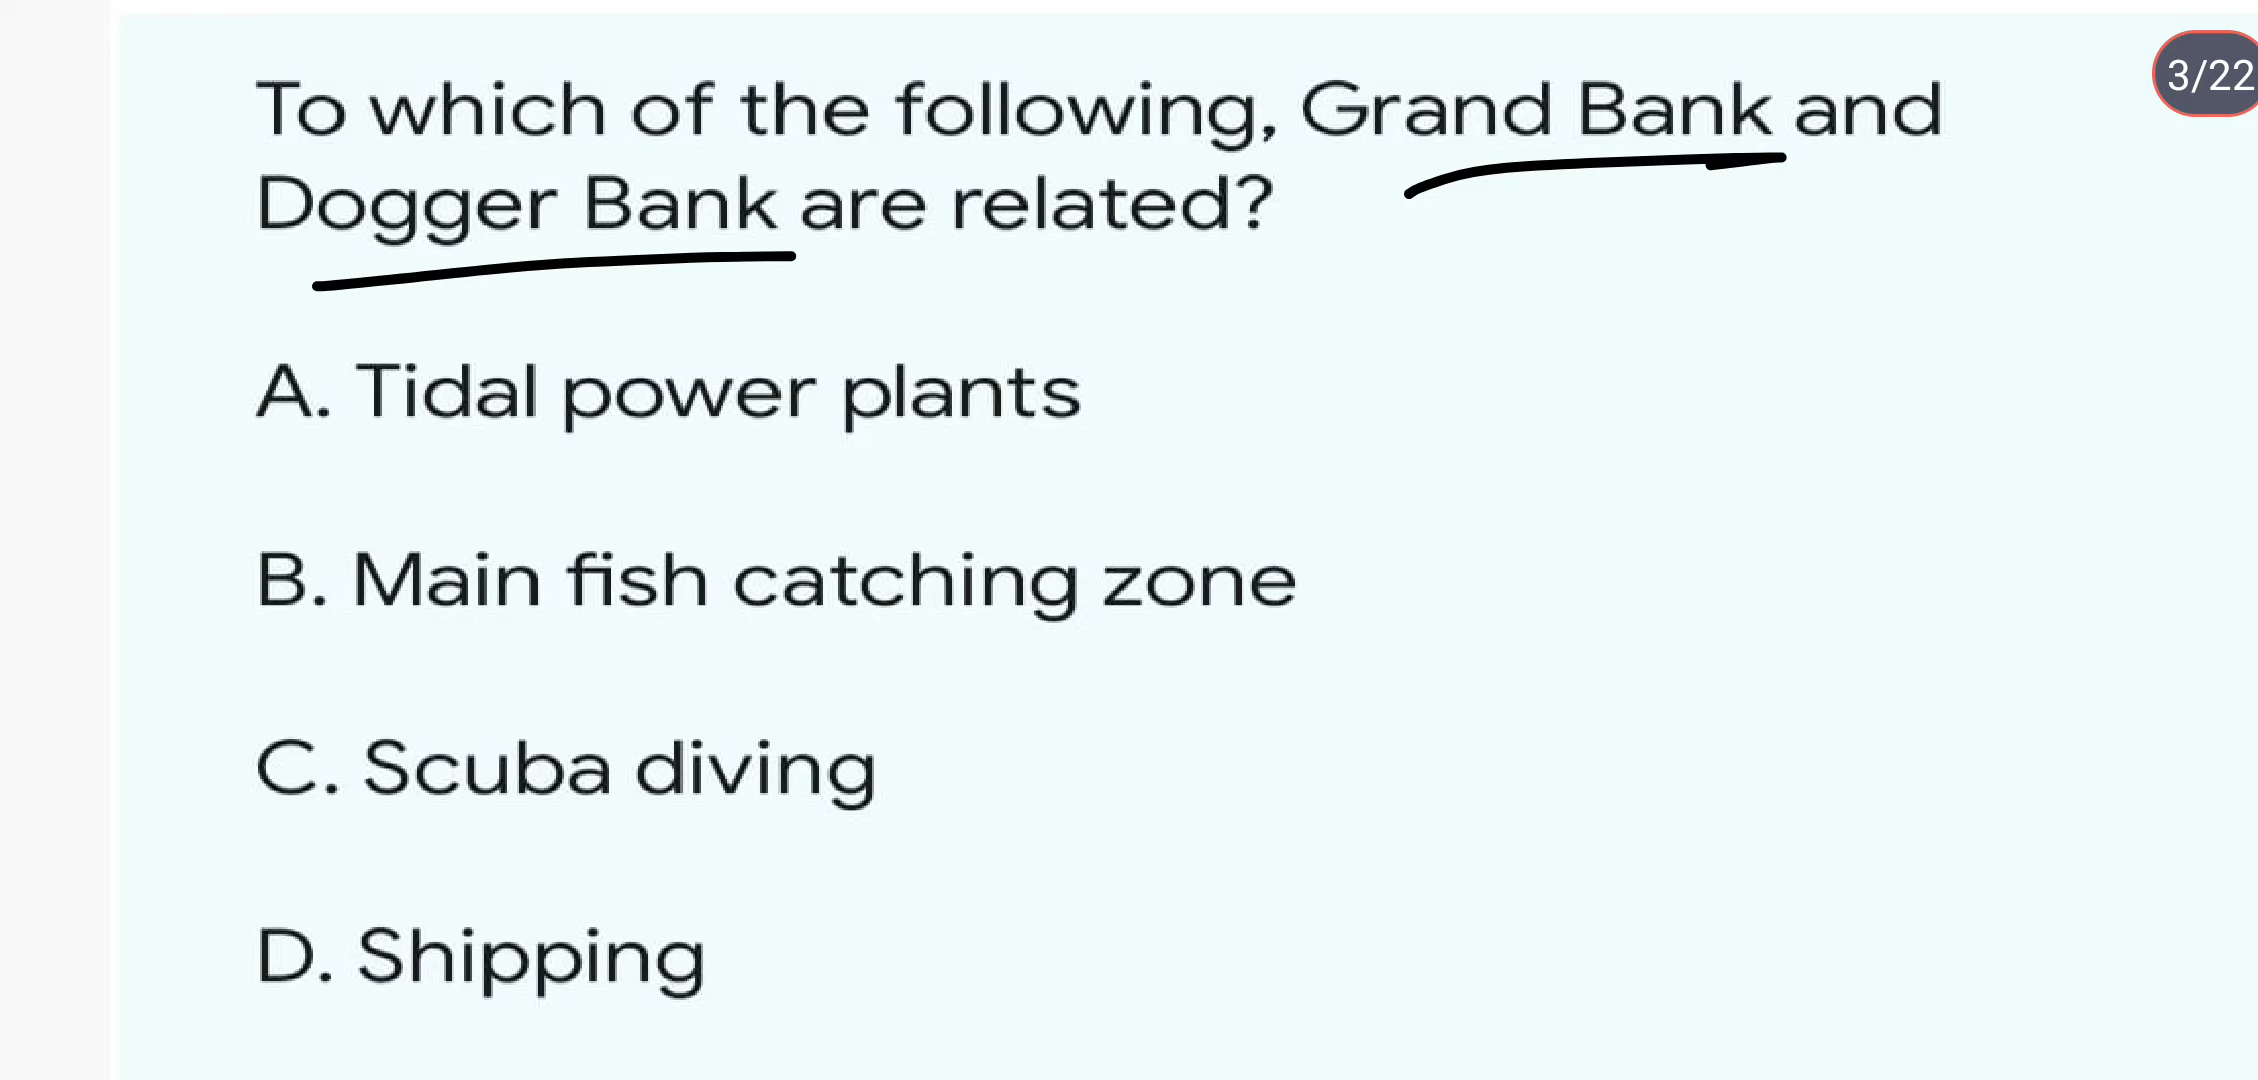 To which of the following, Grand Bank and
Dogger Bank are related?
3/22
A. Tidal power plants
B. Main fish catching zone
C. Scuba diving
D. Shipping